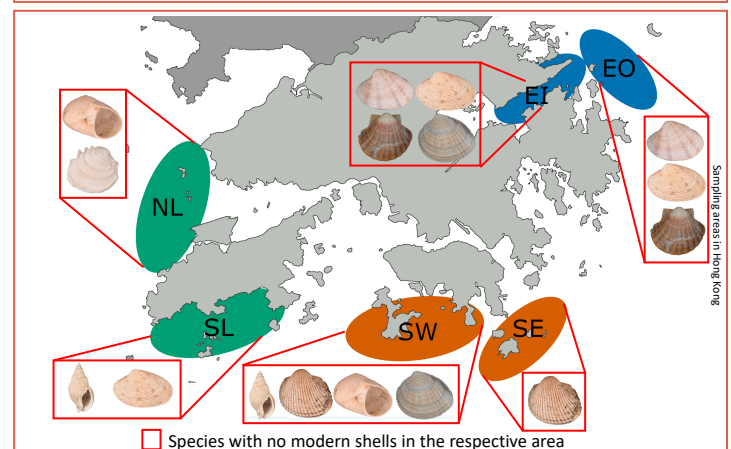 EO
EI
NL
Sampling areas in Hong Kong
SL
SW
SE
Species with no modern shells in the respective area